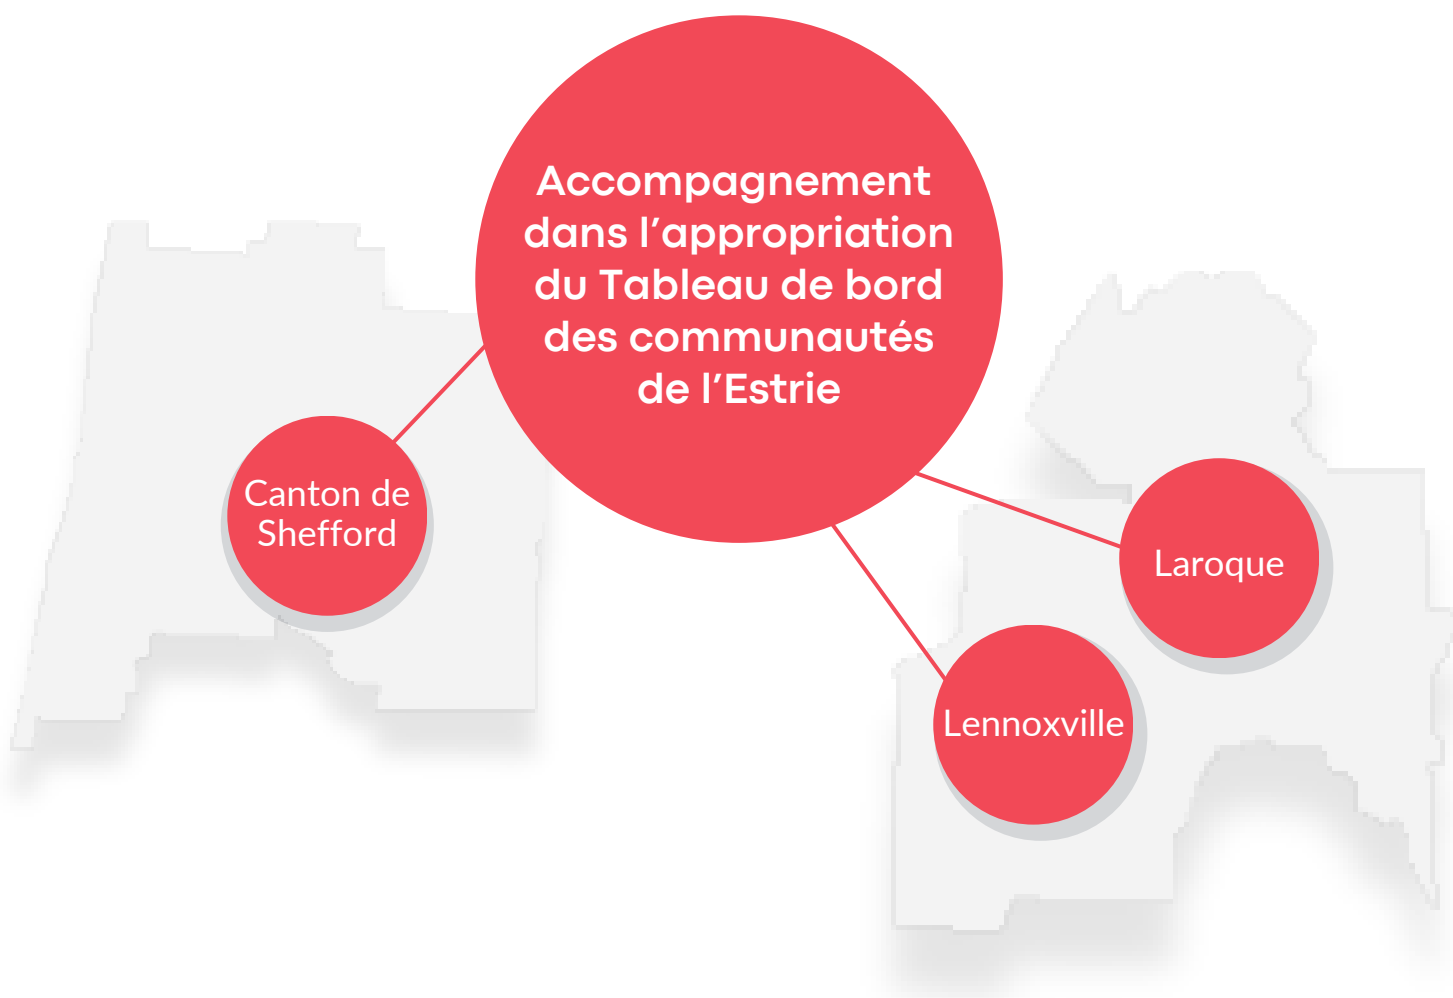 Accompagnement
dans l’appropriation
du Tableau de bord
des communautés
de l’Estrie
Canton de
Shefford
Laroque
Lennoxville